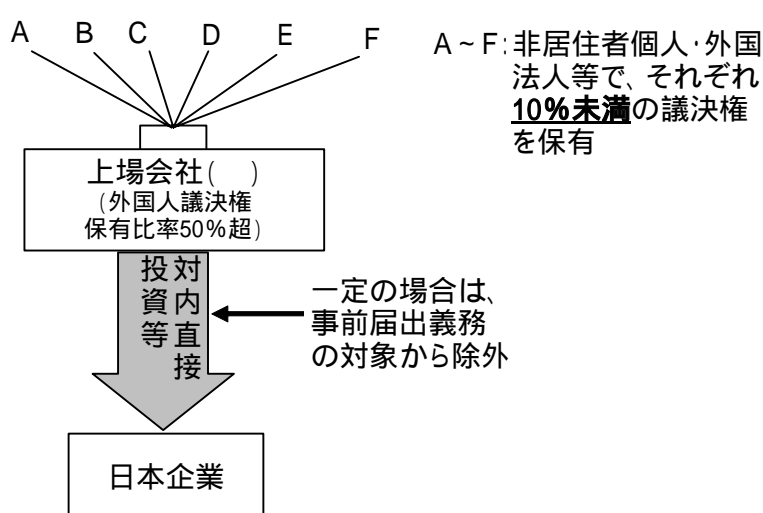 A B C D E F
A~F:非居住者個人・外国
法人等で、それぞれ
10%未満の議決権
を保有
上場会社( )
(外国人議決権
保有比率50%超)
対内直接
投資等
一定の場合は、
事前届出義務
の対象から除外
日本企業